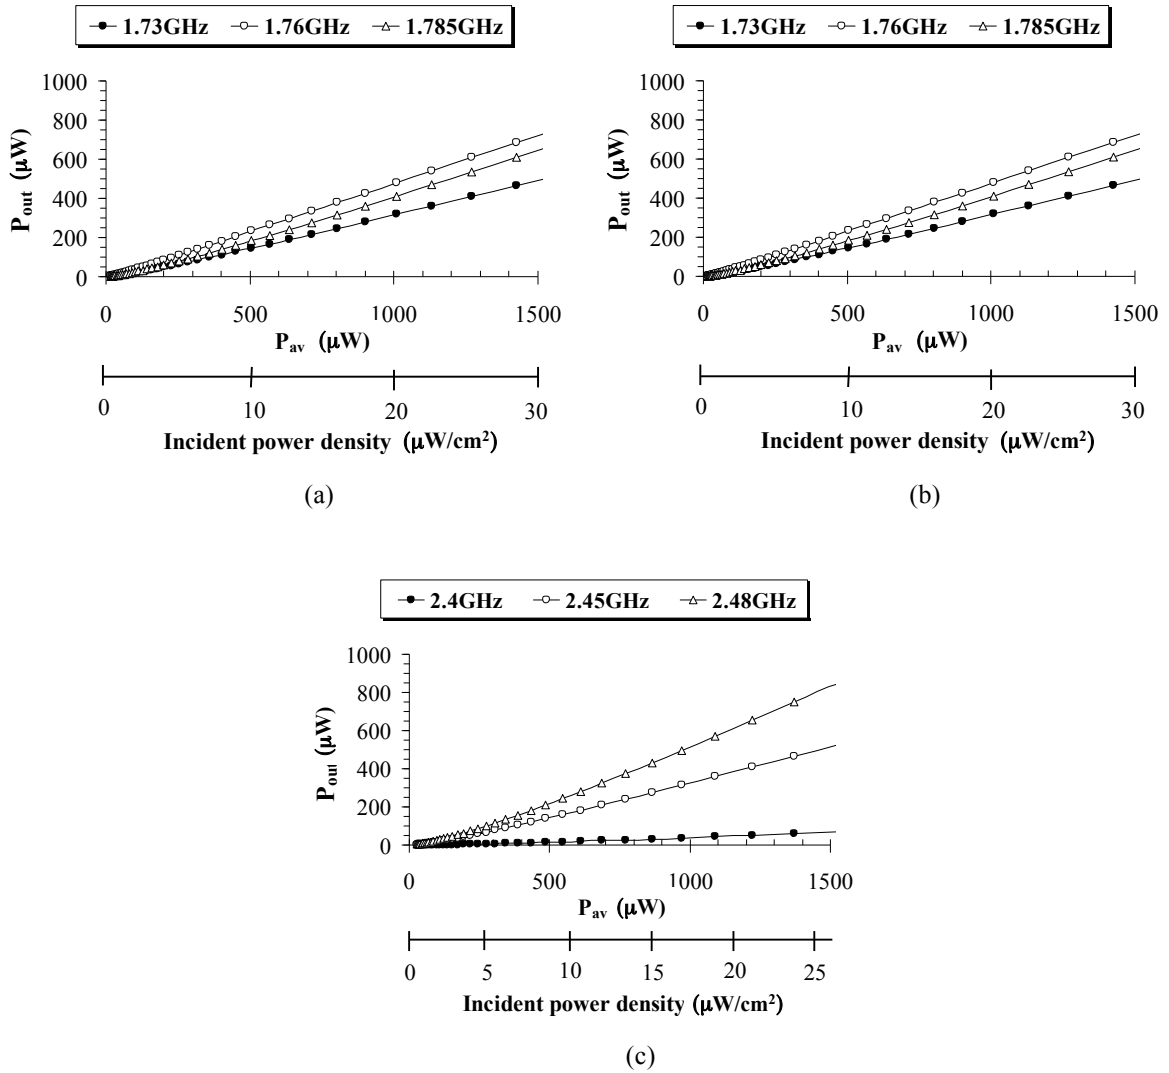 1.73GHz 1.76GHz 1.785GHz
1000
800
600
400
200
0
Pout (μW)
0 500 1000 1500
Pav (μW)
0 10 20 30
Incident power density (μW/cm²)
(a)
1.73GHz 1.76GHz 1.785GHz
1000
800
600
400
200
0
Pout (μW)
0 500 1000 1500
Pav (μW)
0 10 20 30
Incident power density (μW/cm²)
(b)
2.4GHz 2.45GHz 2.48GHz
1000
800
600
400
200
0
Pout (μW)
0 500 1000 1500
Pav (μW)
0 5 10 15 20 25
Incident power density (μW/cm²)
(c)